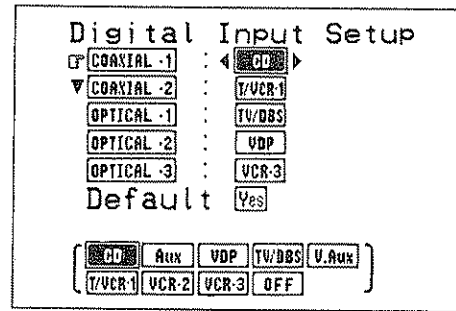 Digital Input Setup
COAXIAL -1 : CD
COAXIAL -2 : T/VCR-1
OPTICAL -1 : TV/DBS
OPTICAL -2 : VDP
OPTICAL -3 : VCR-3
Default Yes
CD Aux VDP TV/DBS V.Aux
T/VCR-1 VCR-2 VCR-3 OFF